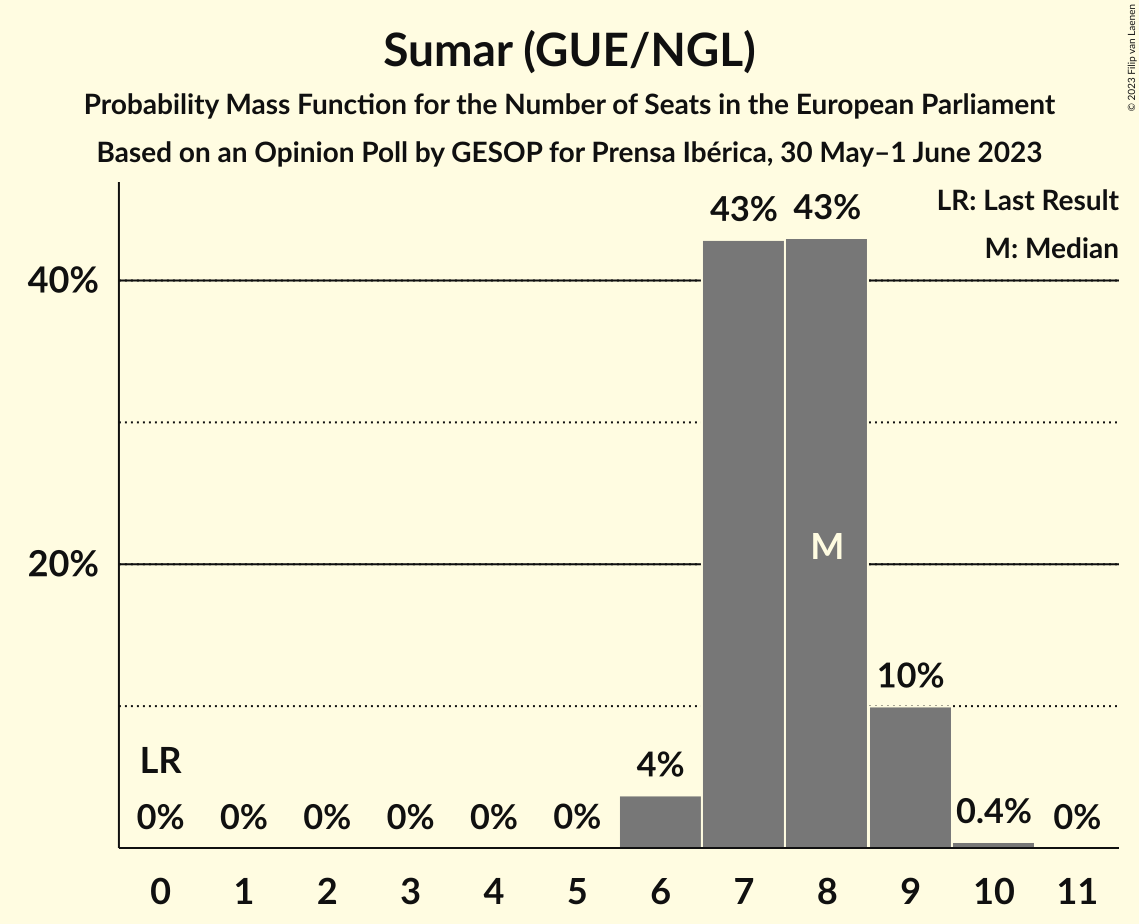 Sumar (GUE/NGL)
Probability Mass Function for the Number of Seats in the European Parliament
Based on an Opinion Poll by GESOP for Prensa Ibérica, 30 May–1 June 2023
© 2023 Filip van Laenen
LR: Last Result
M: Median
43% 43%
40%
M
20%
10%
LR
4%
0% 0% 0% 0% 0% 0% 0.4% 0%
0 1 2 3 4 5 6 7 8 9 10 11